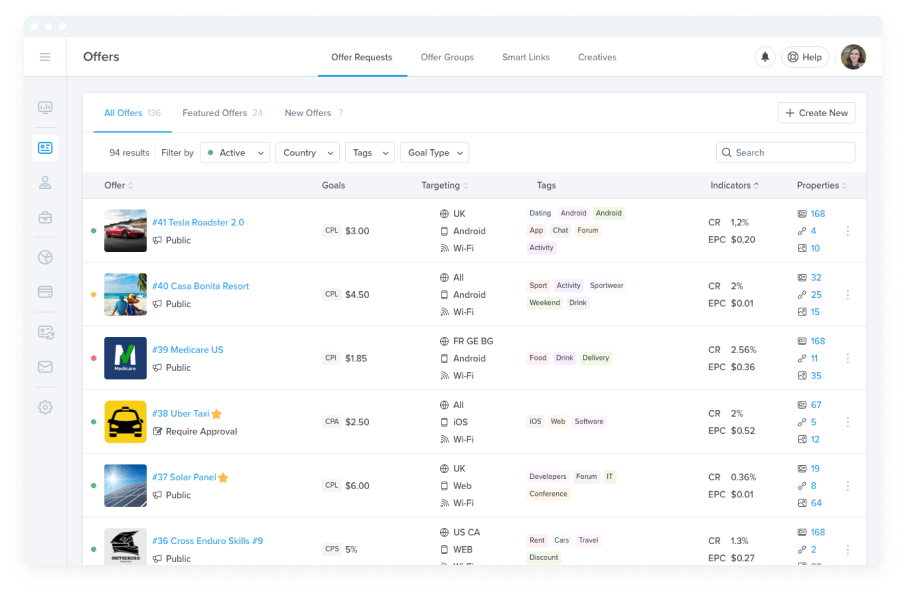 Offers
Offer Requests
Offer Groups
Smart Links
Creatives
Help
All Offers 136
Featured Offers 24
New Offers 7
Create New
94 results
Filter by
Active
Country
Tags
Goal Type
Search
Offer
Goals
Targeting
Tags
Indicators
Properties
#41 Tesla Roadster 2.0
Public
CPL $3.00
UK
Android
Wi-Fi
Dating Android Android
App Chat Forum
Activity
CR 1,2%
EPC $0,20
168
4
10
#40 Casa Bonita Resort
Public
CPL $4.50
All
Android
Wi-Fi
Sport Activity Sportwear
Weekend Drink
CR 2%
EPC $0.01
32
25
15
Medicare
#39 Medicare US
Public
CPI $1.85
FR GE BG
Android
Wi-Fi
Food Drink Delivery
CR 2.56%
EPC $0.36
168
11
35
#38 Uber Taxi
Require Approval
CPA $2.50
All
iOS
Wi-Fi
iOS Web Software
CR 2%
EPC $0.52
67
5
12
#37 Solar Panel
Public
CPL $6.00
UK
Web
Wi-Fi
Developers Forum IT
Conference
CR 0.36%
EPC $0.01
19
8
64
MOTOCROSS
#36 Cross Enduro Skills #9
Public
CPS 5%
US CA
WEB
Wi-Fi
Rent Cars Travel
Discount
CR 1.3%
EPC $0.27
168
2